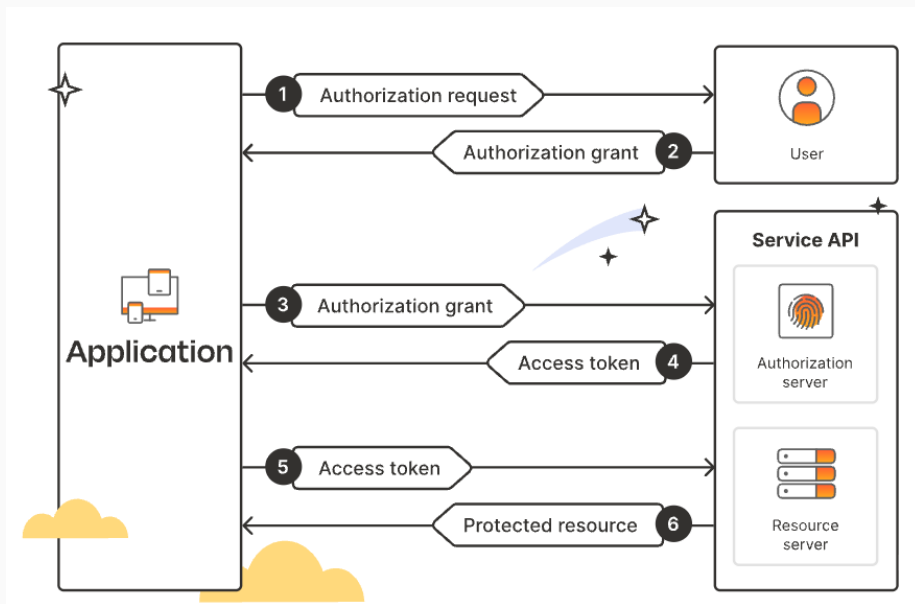 1 Authorization request
Authorization grant 2
User
Service API
3 Authorization grant
Application
Access token 4
Authorization
server
5 Access token
Protected resource 6
Resource
server